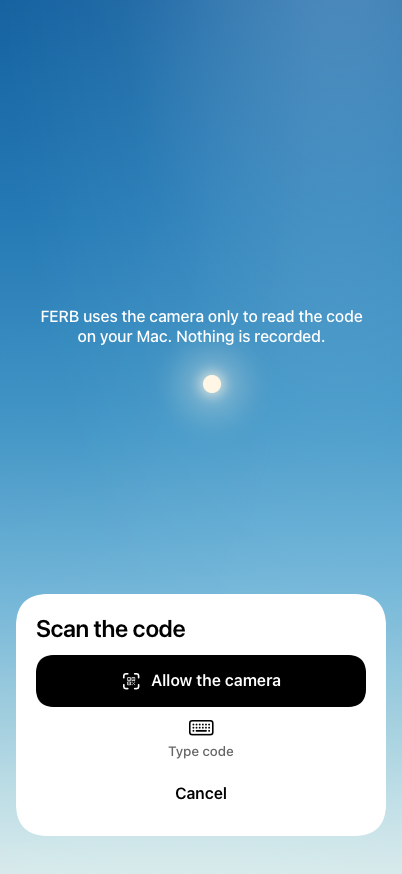 FERB uses the camera only to read the code
on your Mac. Nothing is recorded.
Scan the code
Allow the camera
Type code
Cancel